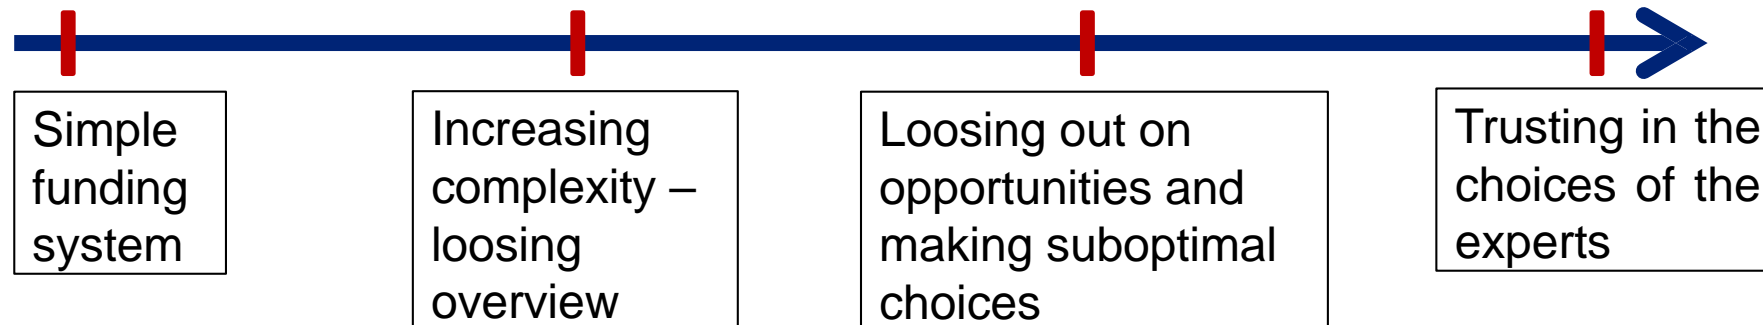 Simple
funding
system
Increasing
complexity –
loosing
overview
Loosing out on
opportunities and
making suboptimal
choices
Trusting in the
choices of the
experts